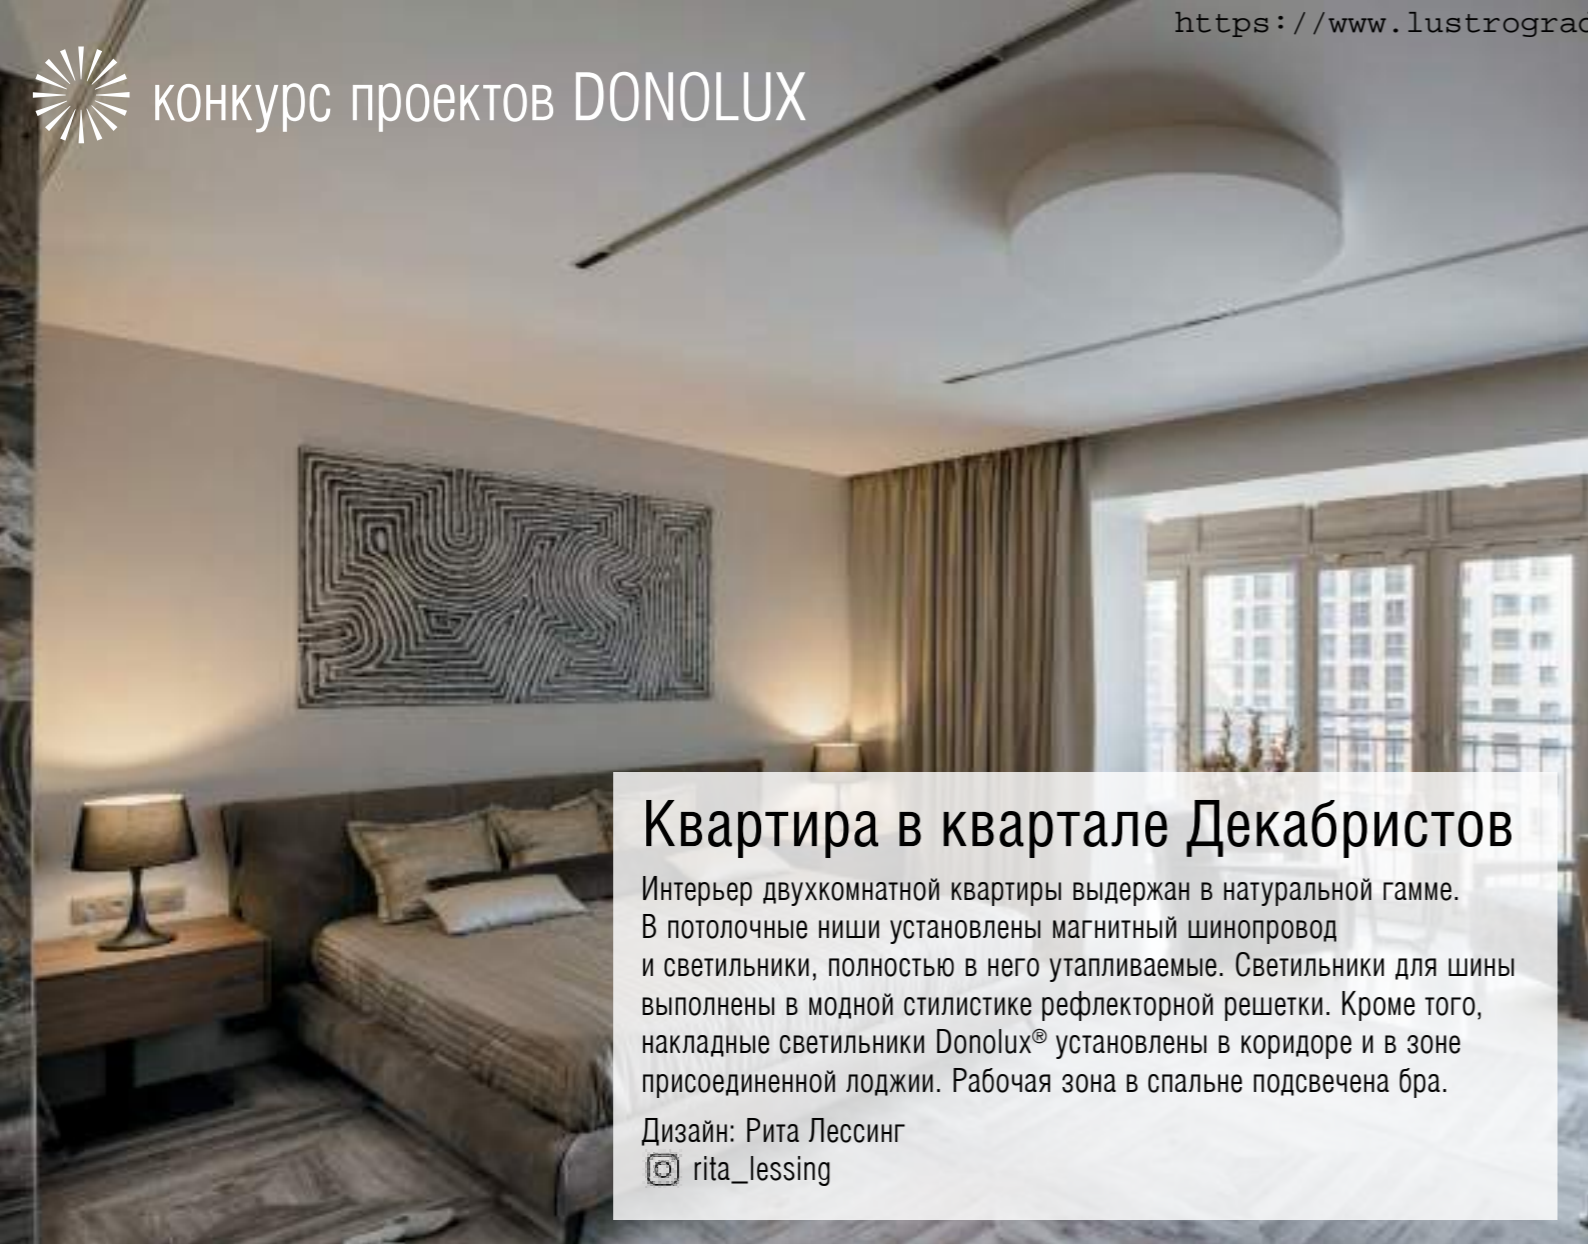 https://www.lustrograd
конкурс проектов DONOLUX
Квартира в квартале Декабристов
Интерьер двухкомнатной квартиры выдержан в натуральной гамме.
В потолочные ниши установлены магнитный шинопровод
и светильники, полностью в него утапливаемые. Светильники для шины
выполнены в модной стилистике рефлекторной решетки. Кроме того,
накладные светильники Donolux® установлены в коридоре и в зоне
присоединенной лоджии. Рабочая зона в спальне подсвечена бра.
Дизайн: Рита Лессинг
rita_lessing